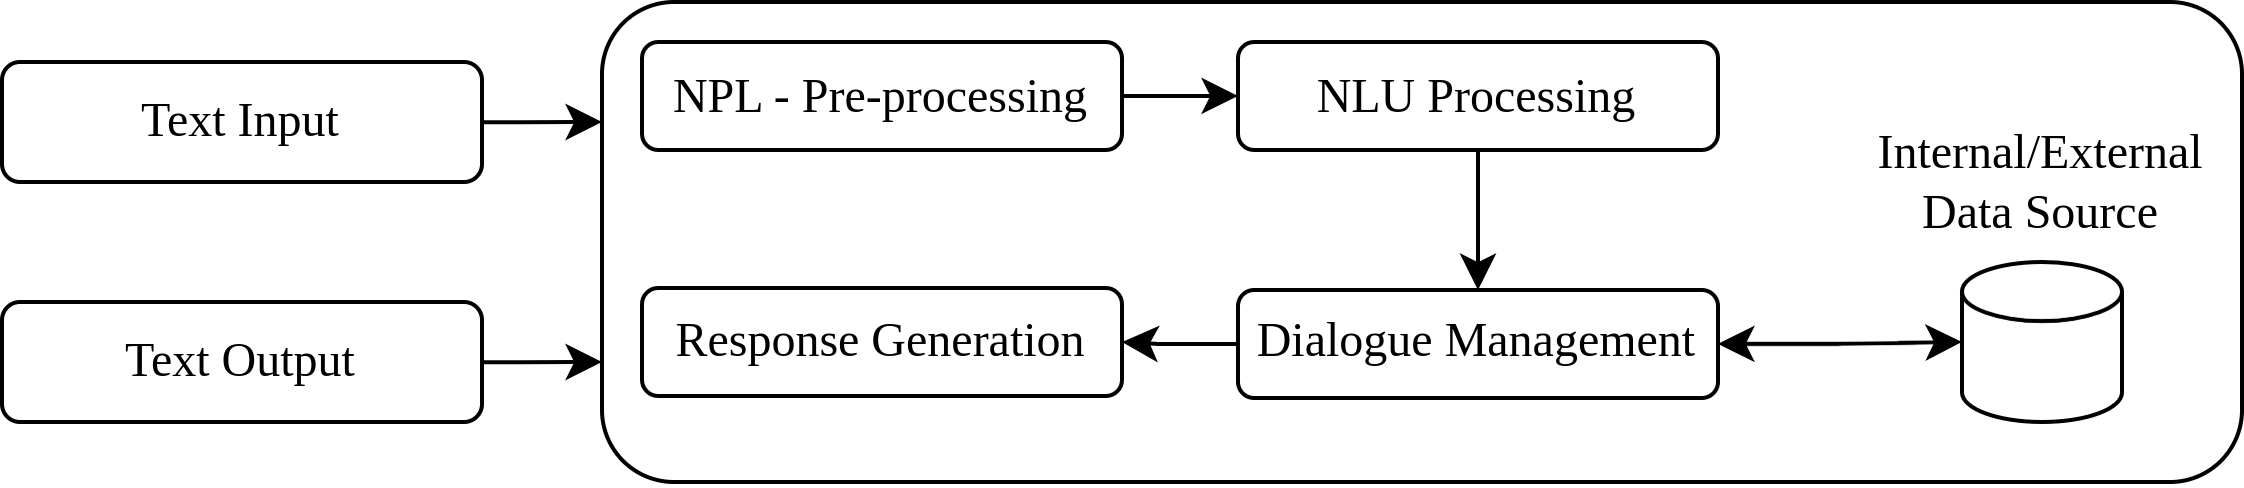 Text Input
NPL - Pre-processing
NLU Processing
Internal/External
Data Source
Text Output
Response Generation
Dialogue Management